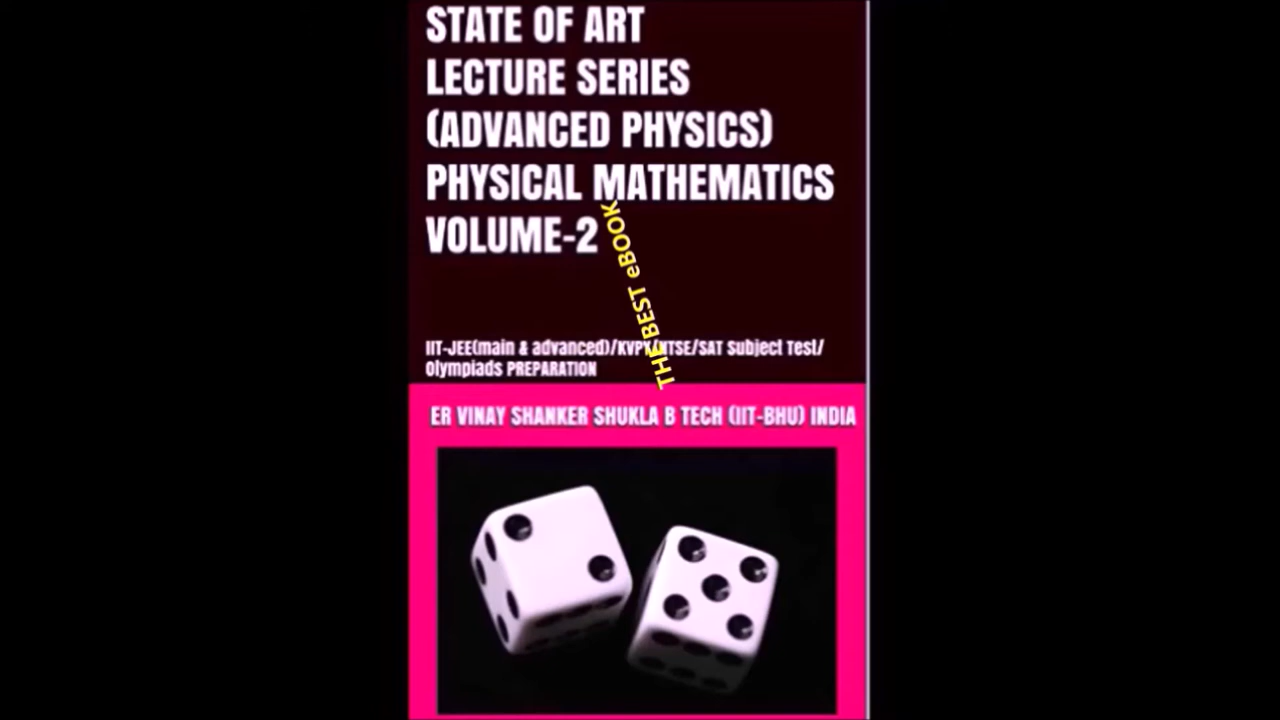 STATE OF ART
LECTURE SERIES
(ADVANCED PHYSICS)
PHYSICAL MATHEMATICS
VOLUME-2
THE BEST eBOOK
IIT-JEE(main & advanced)/KVPY/NTSE/SAT Subject Test/
Olympiads PREPARATION
ER VINAY SHANKER SHUKLA B TECH (IIT-BHU) INDIA